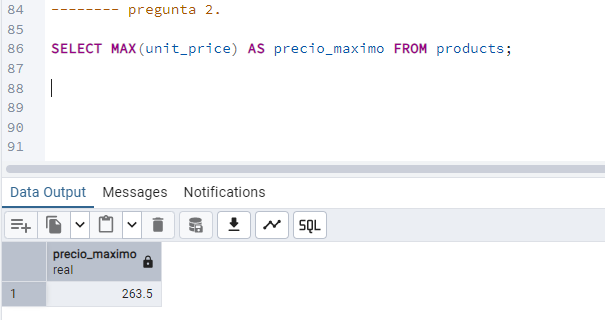 84 -------- pregunta 2.
85
86 SELECT MAX(unit_price) AS precio_maximo FROM products;
87
88
89
90
91
Data Output Messages Notifications
SQL
precio_maximo
real
1 263.5